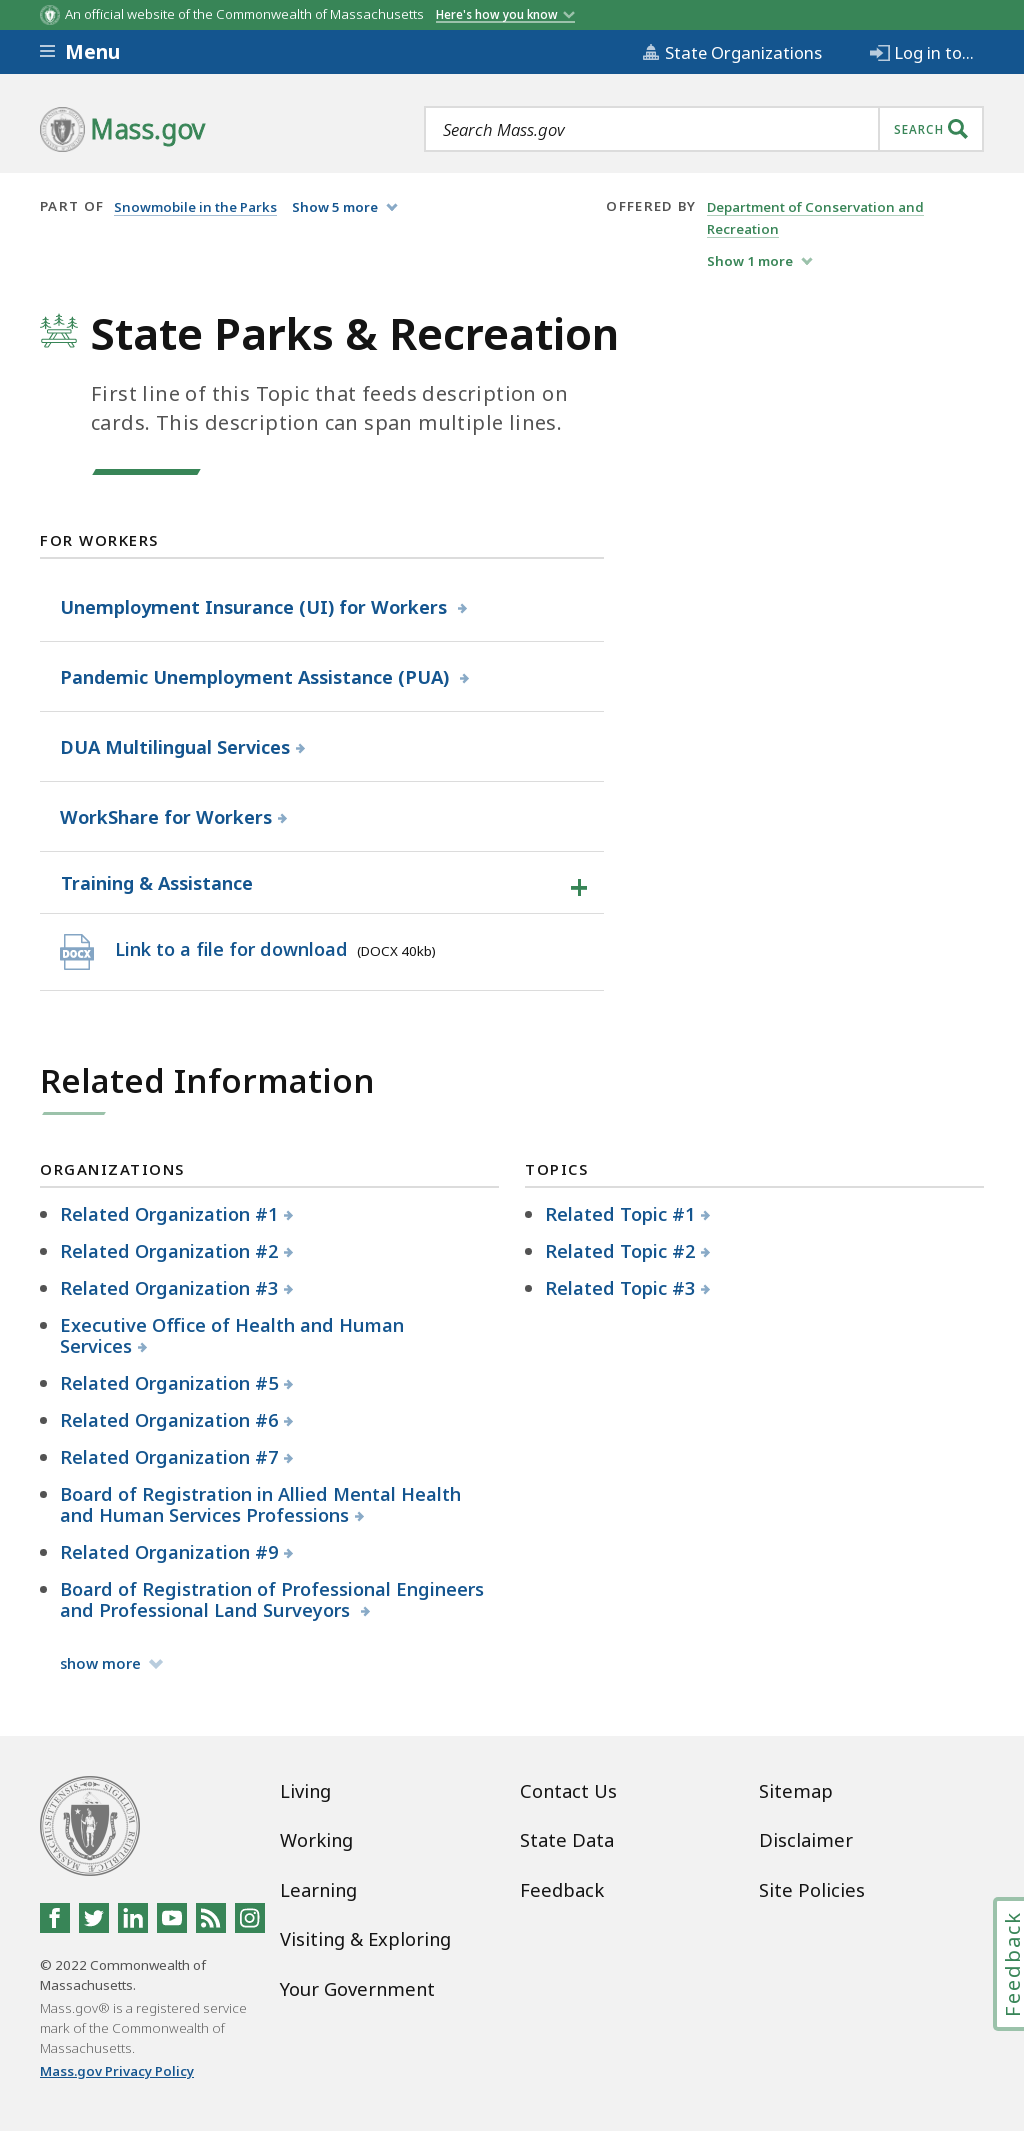 An official website of the Commonwealth of Massachusetts Here's how you know
Menu
State Organizations
Log in to...
Mass.gov
Search Mass.gov
SEARCH
PART OF Snowmobile in the Parks Show 5 more
OFFERED BY Department of Conservation and
Recreation
Show 1 more
State Parks & Recreation
First line of this Topic that feeds description on
cards. This description can span multiple lines.
FOR WORKERS
Unemployment Insurance (UI) for Workers
Pandemic Unemployment Assistance (PUA)
DUA Multilingual Services
WorkShare for Workers
Training & Assistance
DOCX Link to a file for download (DOCX 40kb)
Related Information
ORGANIZATIONS
Related Organization #1
Related Organization #2
Related Organization #3
Executive Office of Health and Human
Services
Related Organization #5
Related Organization #6
Related Organization #7
Board of Registration in Allied Mental Health
and Human Services Professions
Related Organization #9
Board of Registration of Professional Engineers
and Professional Land Surveyors
show more
TOPICS
Related Topic #1
Related Topic #2
Related Topic #3
Living
Working
Learning
Visiting & Exploring
Your Government
Contact Us
State Data
Feedback
Sitemap
Disclaimer
Site Policies
© 2022 Commonwealth of
Massachusetts.
Mass.gov® is a registered service
mark of the Commonwealth of
Massachusetts.
Mass.gov Privacy Policy
Feedback